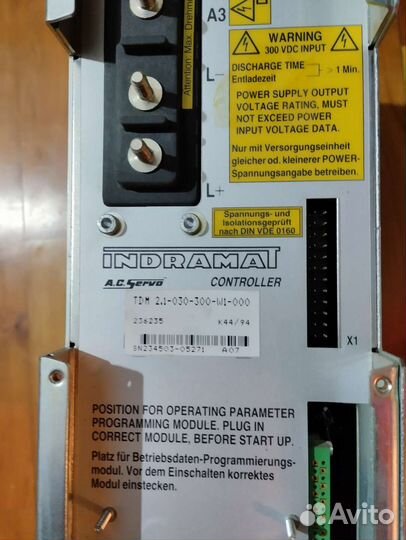 A3
Attention: Max. Drehmo
L-
L+
WARNING
300 VDC INPUT
DISCHARGE TIME
Entladezeit
> 1 Min.
POWER SUPPLY OUTPUT
VOLTAGE RATING, MUST
NOT EXCEED POWER
INPUT VOLTAGE DATA.
Nur mit Versorgungseinheit
gleicher od. kleinerer POWER-
Spannungsangabe betreiben.
Spannungs- und
Isolationsgeprüft
nach DIN VDE 0160
INDRAMAT
A.C. Servo CONTROLLER
TDM 2.1-030-300-W1-000
236235 K44/94
SN234503-05271 A07
X1
POSITION FOR OPERATING PARAMETER
PROGRAMMING MODULE. PLUG IN
CORRECT MODULE, BEFORE START UP.
Platz für Betriebsdaten-Programmierungs-
modul. Vor dem Einschalten korrektes
Modul einstecken.
Avito